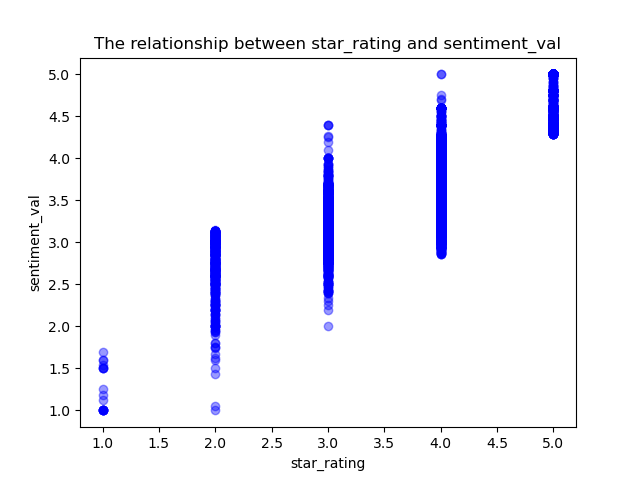 The relationship between star_rating and sentiment_val
5.0
4.5
4.0
3.5
3.0
2.5
2.0
1.5
1.0
sentiment_val
1.0 1.5 2.0 2.5 3.0 3.5 4.0 4.5 5.0
star_rating